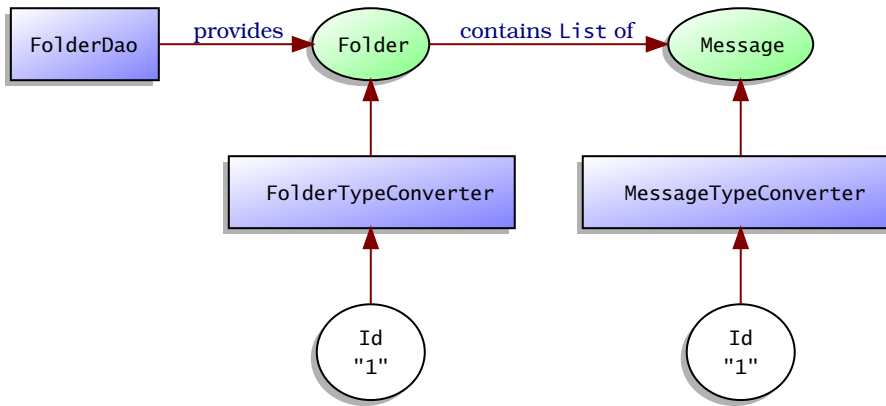 FolderDao provides Folder contains List of Message
FolderTypeConverter MessageTypeConverter
Id Id
"1" "1"